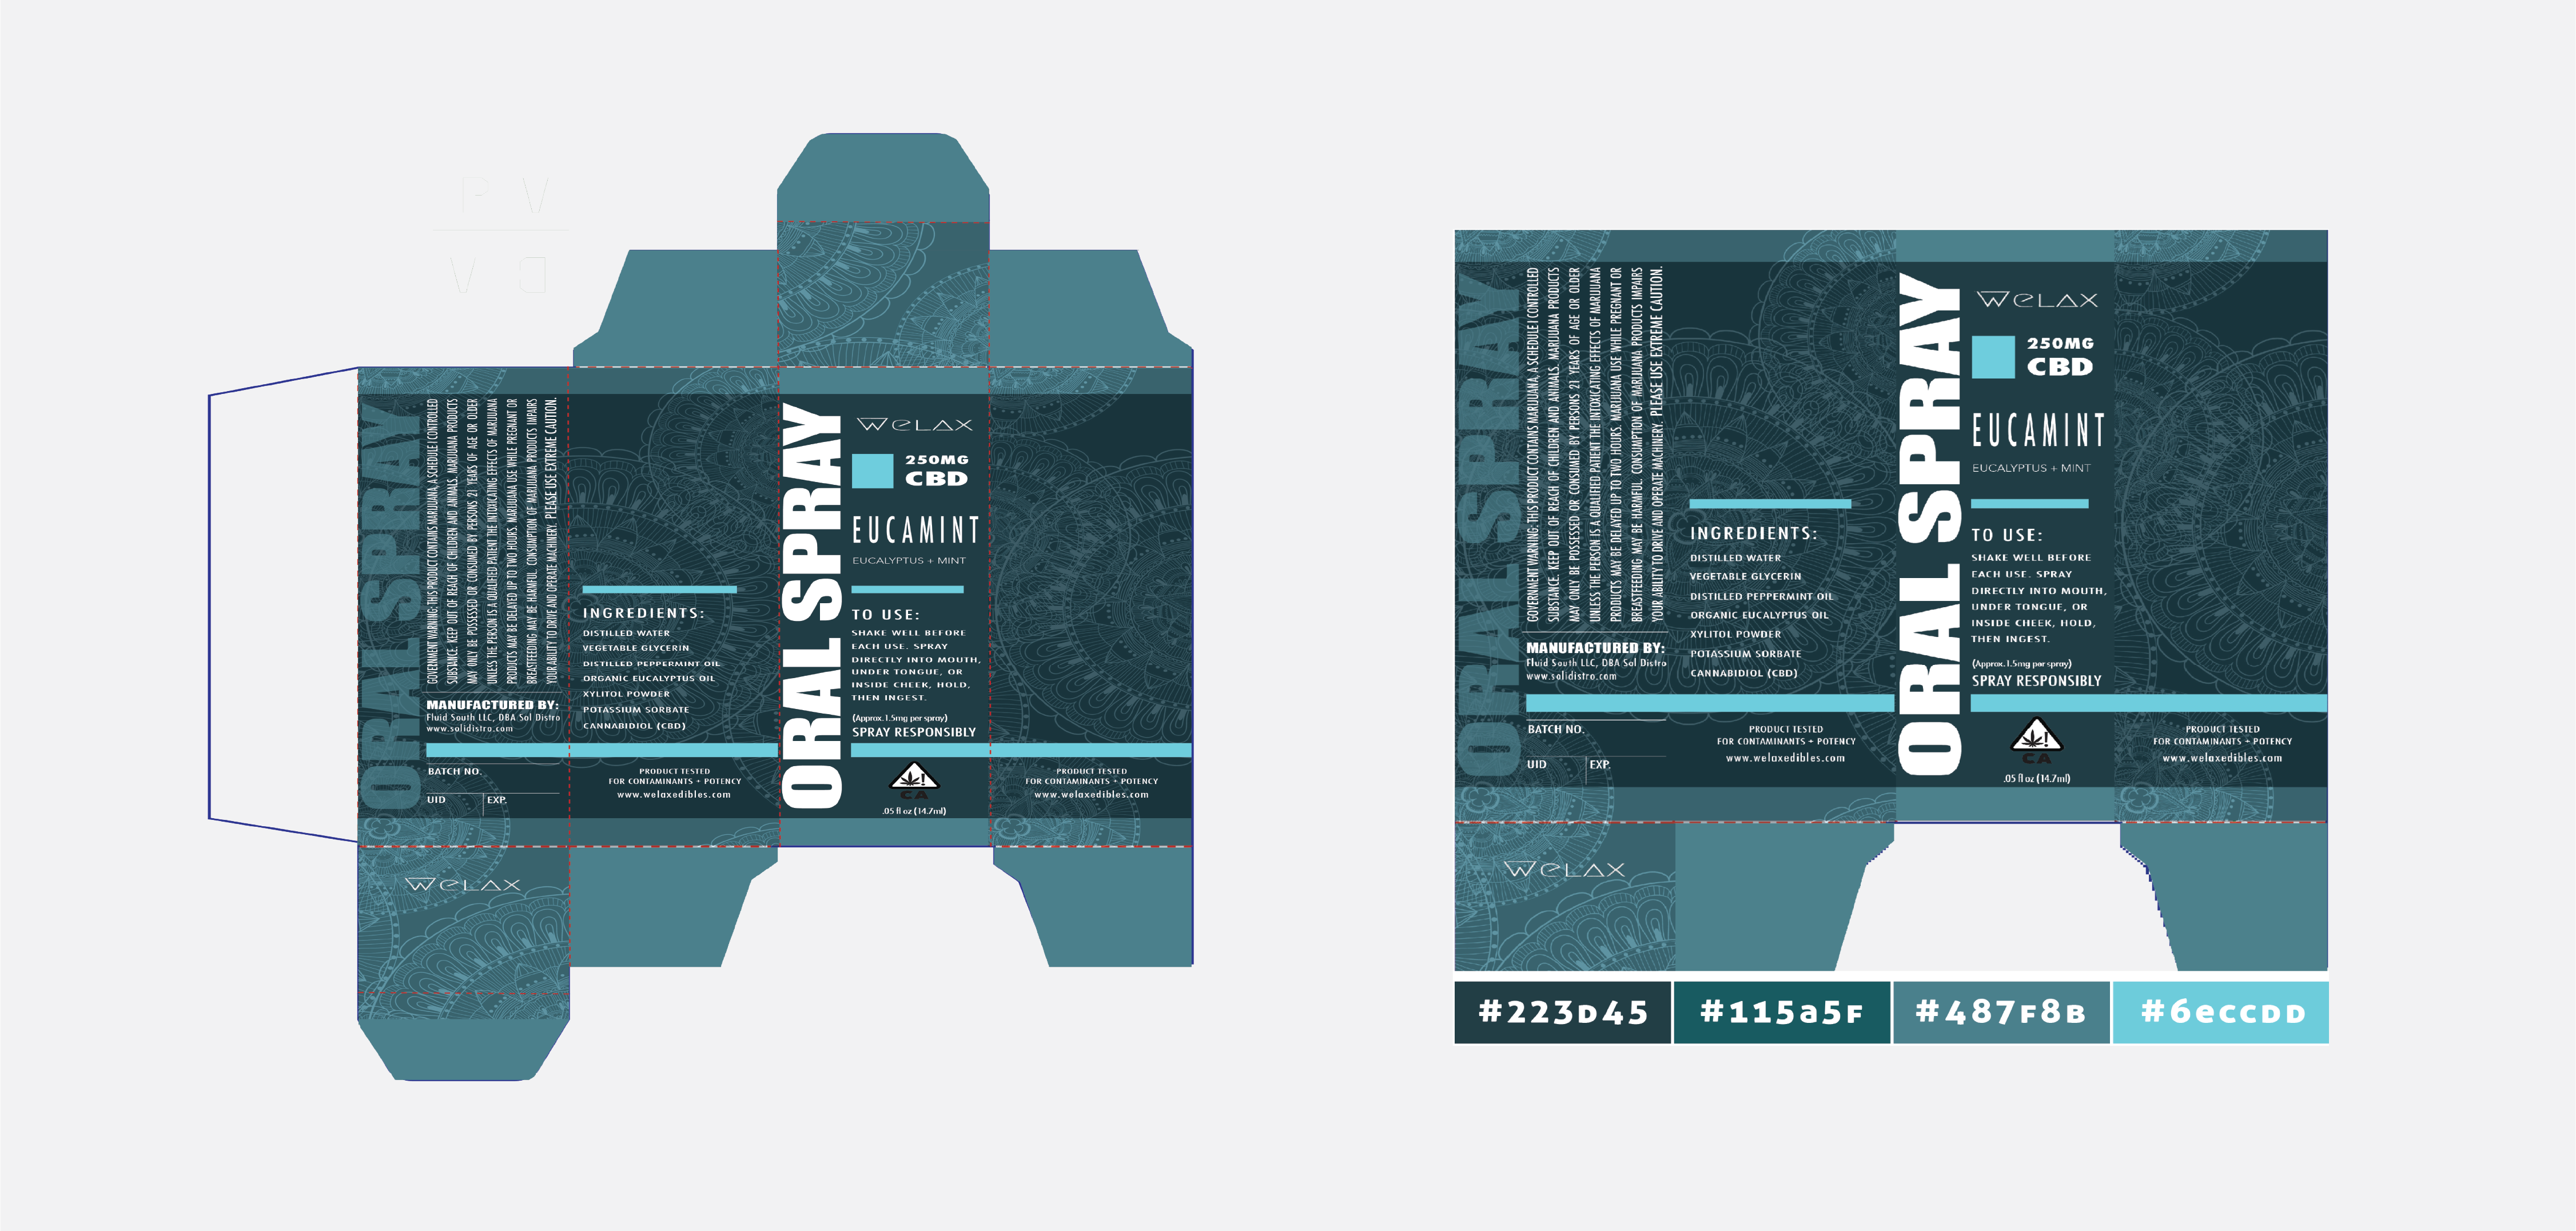 P V
ORAL SPRAY
GOVERNMENT WARNING: THIS PRODUCT CONTAINS MARIJUANA, A SCHEDULE I CONTROLLED
SUBSTANCE. KEEP OUT OF REACH OF CHILDREN AND ANIMALS. MARIJUANA PRODUCTS
MAY ONLY BE POSSESSED OR CONSUMED BY PERSONS 21 YEARS OF AGE OR OLDER
UNLESS THE PERSON IS A QUALIFIED PATIENT THE INTOXICATING EFFECTS OF MARIJUANA
PRODUCTS MAY BE DELAYED UP TO TWO HOURS. MARIJUANA USE WHILE PREGNANT OR
BREASTFEEDING MAY BE HARMFUL. CONSUMPTION OF MARIJUANA PRODUCTS IMPAIRS
YOUR ABILITY TO DRIVE AND OPERATE MACHINERY. PLEASE USE EXTREME CAUTION.
MANUFACTURED BY:
Fluid South LLC, DBA Sol Distro
www.solidistro.com
BATCH NO.
UID EXP.
WeLAX
INGREDIENTS:
DISTILLED WATER
VEGETABLE GLYCERIN
DISTILLED PEPPERMINT OIL
ORGANIC EUCALYPTUS OIL
XYLITOL POWDER
POTASSIUM SORBATE
CANNABIDIOL (CBD)
PRODUCT TESTED
FOR CONTAMINANTS + POTENCY
www.welaxedibles.com
ORAL SPRAY
WeLAX
250MG
CBD
EUCAMINT
EUCALYPTUS + MINT
TO USE:
SHAKE WELL BEFORE
EACH USE. SPRAY
DIRECTLY INTO MOUTH,
UNDER TONGUE, OR
INSIDE CHEEK, HOLD,
THEN INGEST.
(Approx. 1.5mg per spray)
SPRAY RESPONSIBLY
!
CA
.05 fl oz (14.7ml)
PRODUCT TESTED
FOR CONTAMINANTS + POTENCY
www.welaxedibles.com
ORAL SPRAY
GOVERNMENT WARNING: THIS PRODUCT CONTAINS MARIJUANA, A SCHEDULE I CONTROLLED
SUBSTANCE. KEEP OUT OF REACH OF CHILDREN AND ANIMALS. MARIJUANA PRODUCTS
MAY ONLY BE POSSESSED OR CONSUMED BY PERSONS 21 YEARS OF AGE OR OLDER
UNLESS THE PERSON IS A QUALIFIED PATIENT THE INTOXICATING EFFECTS OF MARIJUANA
PRODUCTS MAY BE DELAYED UP TO TWO HOURS. MARIJUANA USE WHILE PREGNANT OR
BREASTFEEDING MAY BE HARMFUL. CONSUMPTION OF MARIJUANA PRODUCTS IMPAIRS
YOUR ABILITY TO DRIVE AND OPERATE MACHINERY. PLEASE USE EXTREME CAUTION.
MANUFACTURED BY:
Fluid South LLC, DBA Sol Distro
www.solidistro.com
BATCH NO.
UID EXP.
WeLAX
INGREDIENTS:
DISTILLED WATER
VEGETABLE GLYCERIN
DISTILLED PEPPERMINT OIL
ORGANIC EUCALYPTUS OIL
XYLITOL POWDER
POTASSIUM SORBATE
CANNABIDIOL (CBD)
PRODUCT TESTED
FOR CONTAMINANTS + POTENCY
www.welaxedibles.com
ORAL SPRAY
WeLAX
250MG
CBD
EUCAMINT
EUCALYPTUS + MINT
TO USE:
SHAKE WELL BEFORE
EACH USE. SPRAY
DIRECTLY INTO MOUTH,
UNDER TONGUE, OR
INSIDE CHEEK, HOLD,
THEN INGEST.
(Approx. 1.5mg per spray)
SPRAY RESPONSIBLY
!
CA
.05 fl oz (14.7ml)
PRODUCT TESTED
FOR CONTAMINANTS + POTENCY
www.welaxedibles.com
#223D45 #115a5F #487F8B #6eCCDD